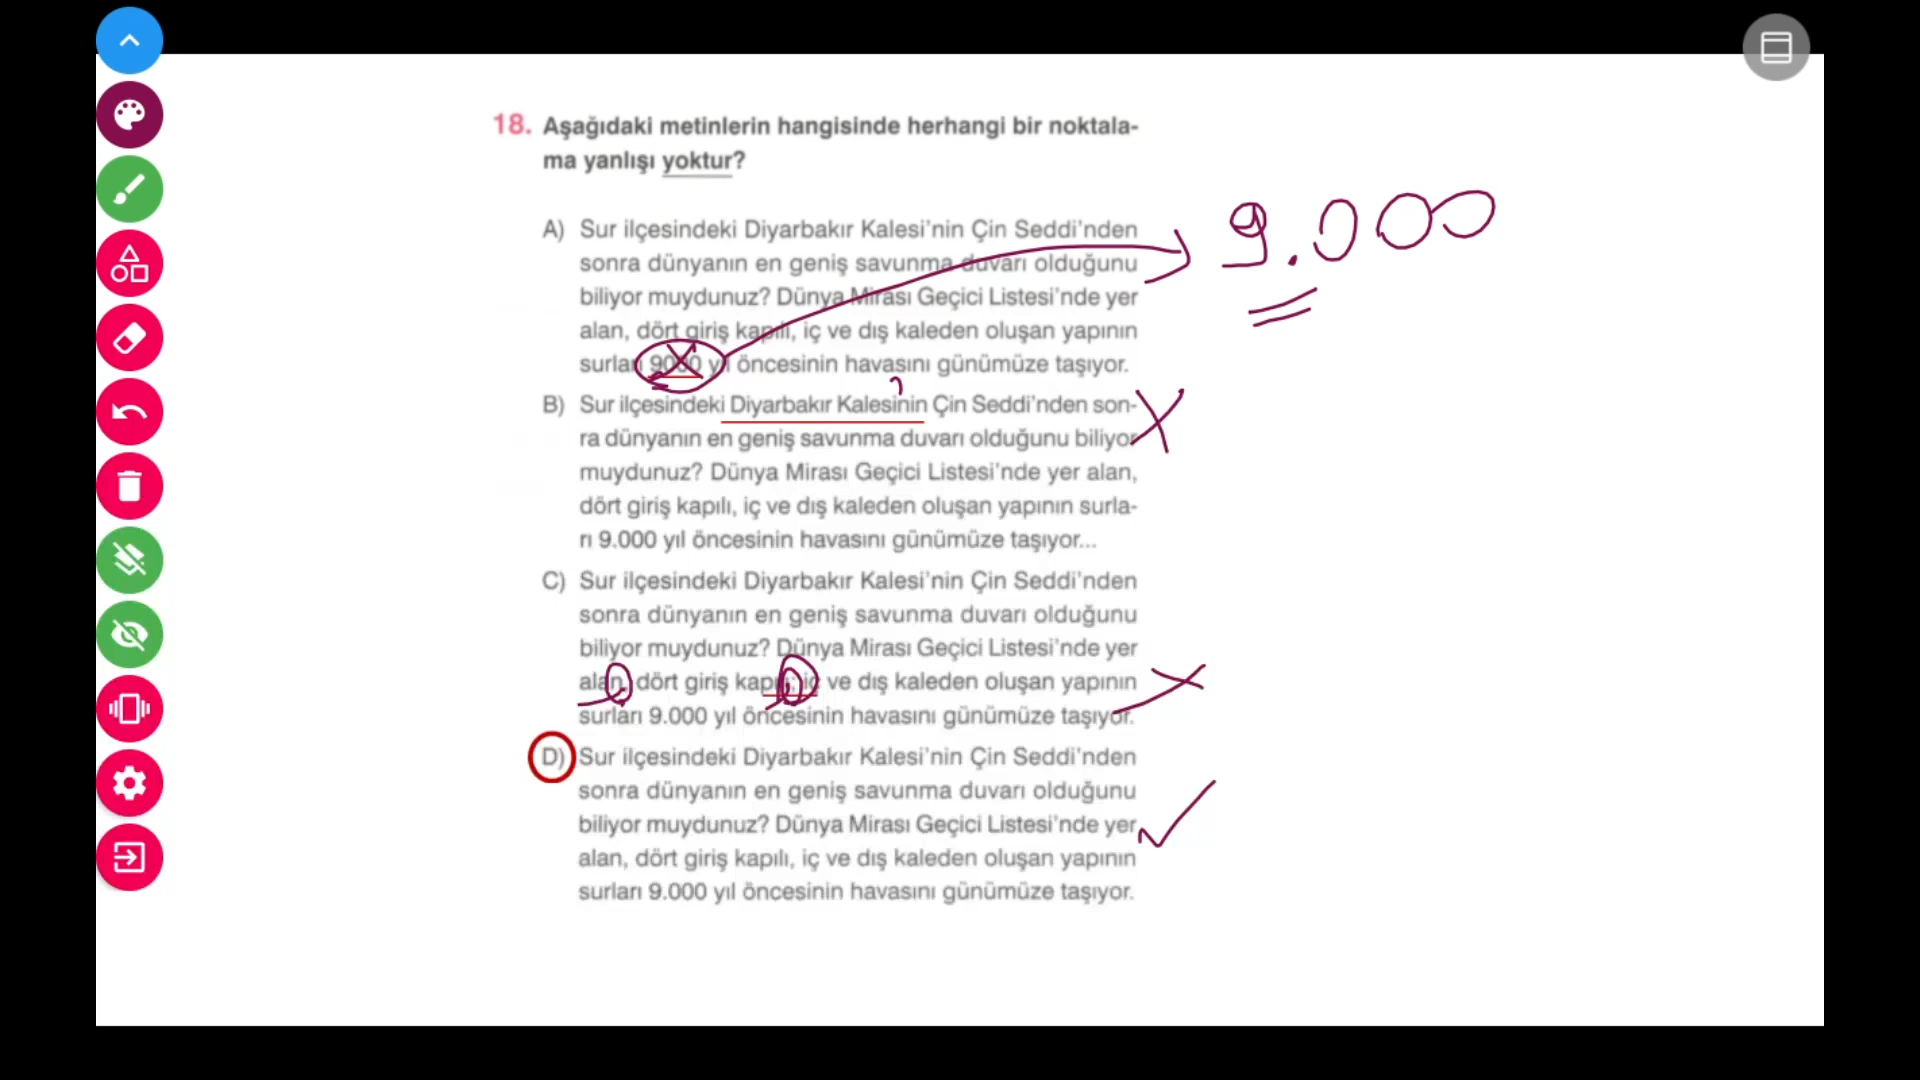 18. Aşağıdaki metinlerin hangisinde herhangi bir noktala-
ma yanlışı yoktur?
A) Sur ilçesindeki Diyarbakır Kalesi'nin Çin Seddi'nden
sonra dünyanın en geniş savunma duvarı olduğunu
biliyor muydunuz? Dünya Mirası Geçici Listesi'nde yer
alan, dört giriş kapılı, iç ve dış kaleden oluşan yapının
surları 9000 yıl öncesinin havasını günümüze taşıyor.
9.000
B) Sur ilçesindeki Diyarbakır Kalesinin Çin Seddi'nden son-
ra dünyanın en geniş savunma duvarı olduğunu biliyor
muydunuz? Dünya Mirası Geçici Listesi'nde yer alan,
dört giriş kapılı, iç ve dış kaleden oluşan yapının surla-
rı 9.000 yıl öncesinin havasını günümüze taşıyor...
C) Sur ilçesindeki Diyarbakır Kalesi'nin Çin Seddi'nden
sonra dünyanın en geniş savunma duvarı olduğunu
biliyor muydunuz? Dünya Mirası Geçici Listesi'nde yer
alan, dört giriş kapılı; iç ve dış kaleden oluşan yapının
surları 9.000 yıl öncesinin havasını günümüze taşıyor.
D) Sur ilçesindeki Diyarbakır Kalesi'nin Çin Seddi'nden
sonra dünyanın en geniş savunma duvarı olduğunu
biliyor muydunuz? Dünya Mirası Geçici Listesi'nde yer
alan, dört giriş kapılı, iç ve dış kaleden oluşan yapının
surları 9.000 yıl öncesinin havasını günümüze taşıyor.